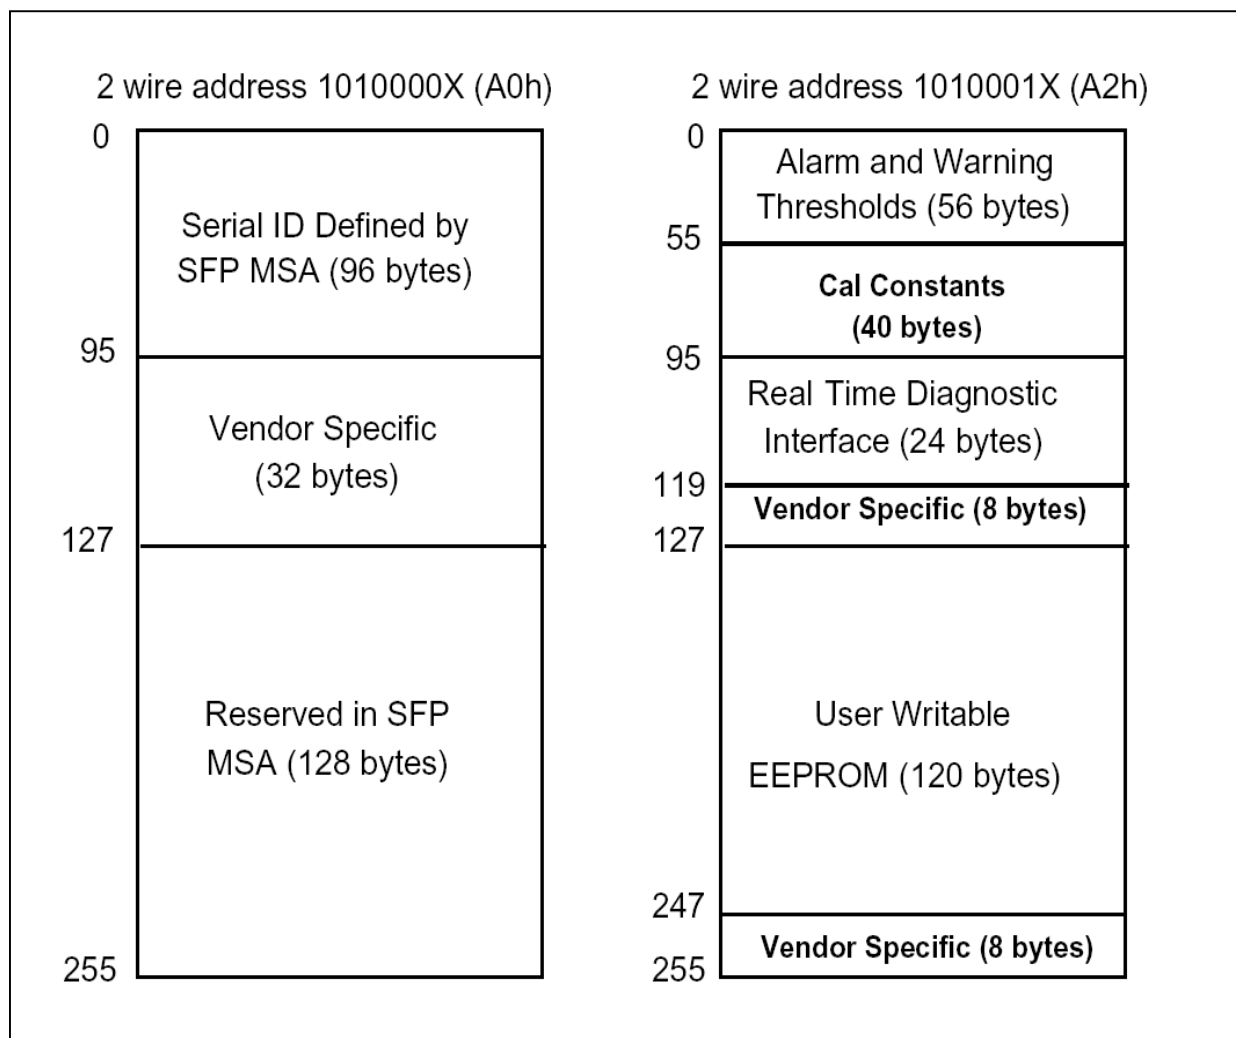 2 wire address 1010000X (A0h)
0
Serial ID Defined by
SFP MSA (96 bytes)
95
Vendor Specific
(32 bytes)
127
Reserved in SFP
MSA (128 bytes)
255
2 wire address 1010001X (A2h)
0
Alarm and Warning
Thresholds (56 bytes)
55
Cal Constants
(40 bytes)
95
Real Time Diagnostic
Interface (24 bytes)
119
Vendor Specific (8 bytes)
127
User Writable
EEPROM (120 bytes)
247
Vendor Specific (8 bytes)
255